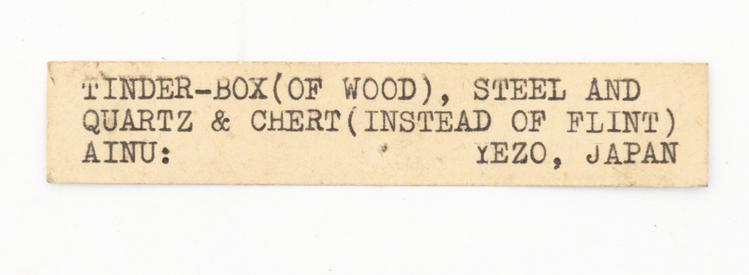 TINDER-BOX(OF WOOD), STEEL AND
QUARTZ & CHERT(INSTEAD OF FLINT)
AINU: YEZO, JAPAN